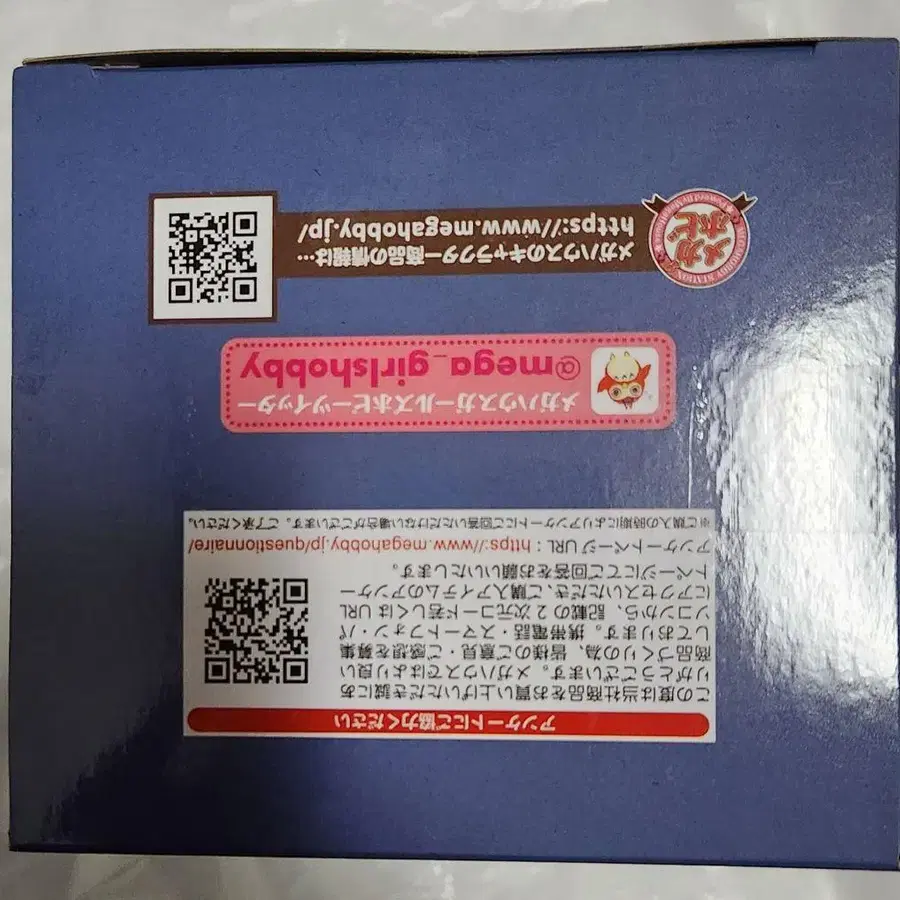 アンケートにご協力ください
この度は当社商品をお買い上げいただき誠にあ
りがとうございます。メガハウスではより良い
商品づくりの為、皆様のご意見・ご感想を募集
しております。携帯電話・スマートフォン・パ
ソコンから、記載の2次元コード若しくはURL
にアクセスいただき、ご購入アイテムのアンケー
トページにてご回答をお願いいたします。
アンケートページURL:https://www.megahobby.jp/questionnaire/
※ご購入の時期によりアンケートにご回答いただけない場合がございます。ご了承ください。
メガハウスガールズホビーツイッター
@mega_girlshobby
メガホビ
MEGAHOBBY STATION
メガハウスのキャラクター商品の情報は…
https://www.megahobby.jp/